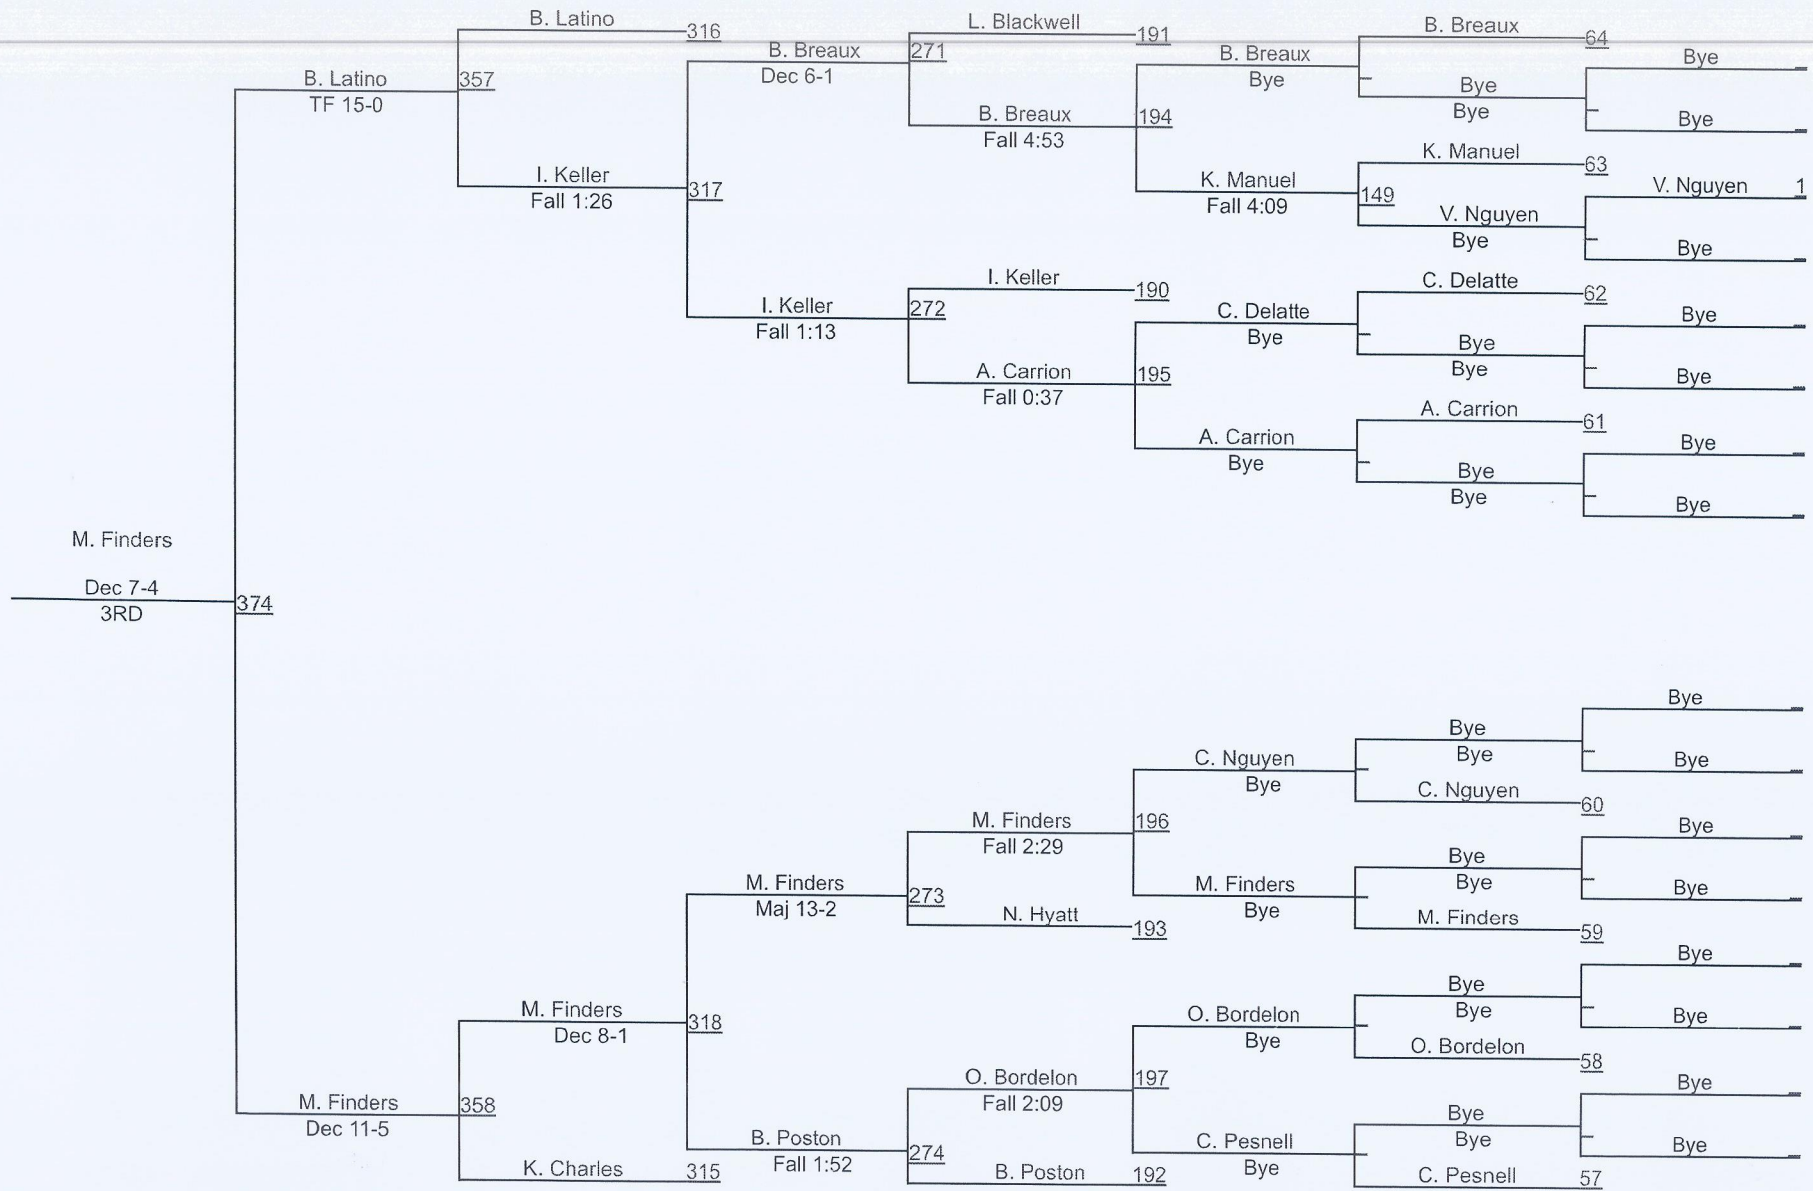 B. Latino
316
L. Blackwell
191
B. Breaux
64
B. Breaux
271
B. Breaux
Bye
Dec 6-1
Bye
B. Latino
357
Bye
TF 15-0
B. Breaux
194
Bye
Bye
Fall 4:53
K. Manuel
63
I. Keller
317
K. Manuel
149
V. Nguyen
1
Fall 1:26
Fall 4:09
V. Nguyen
Bye
Bye
I. Keller
190
C. Delatte
62
I. Keller
272
C. Delatte
Bye
Fall 1:13
Bye
Bye
A. Carrion
195
Bye
Bye
Fall 0:37
A. Carrion
61
A. Carrion
Bye
Bye
Bye
Bye
Bye
M. Finders
Dec 7-4
374
3RD
Bye
Bye
C. Nguyen
Bye
Bye
Bye
C. Nguyen
60
M. Finders
196
Bye
Fall 2:29
Bye
M. Finders
273
M. Finders
Bye
Bye
Maj 13-2
Bye
N. Hyatt
193
M. Finders
59
Bye
Bye
M. Finders
318
O. Bordelon
Bye
Bye
Dec 8-1
Bye
O. Bordelon
58
O. Bordelon
197
Bye
M. Finders
358
Fall 2:09
Bye
Dec 11-5
B. Poston
274
C. Pesnell
Bye
Bye
K. Charles
315
Fall 1:52
B. Poston
192
Bye
C. Pesnell
57